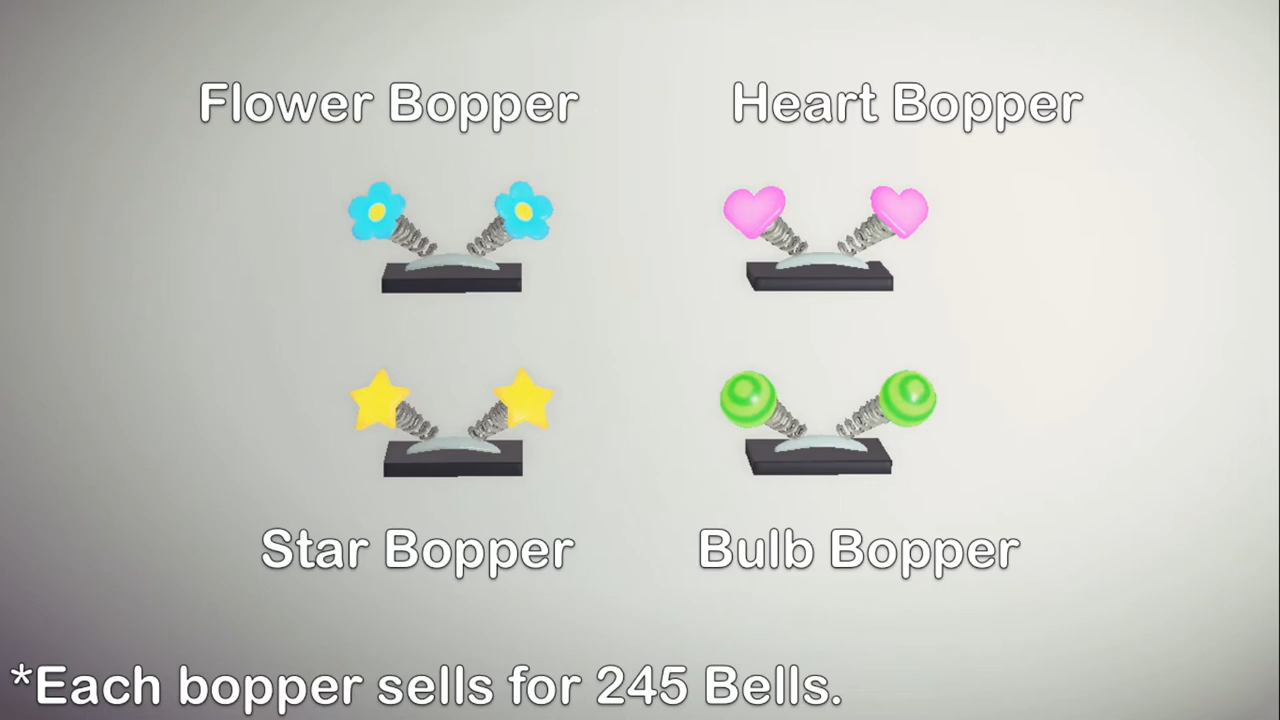 Flower Bopper
Heart Bopper
Star Bopper
Bulb Bopper
*Each bopper sells for 245 Bells.